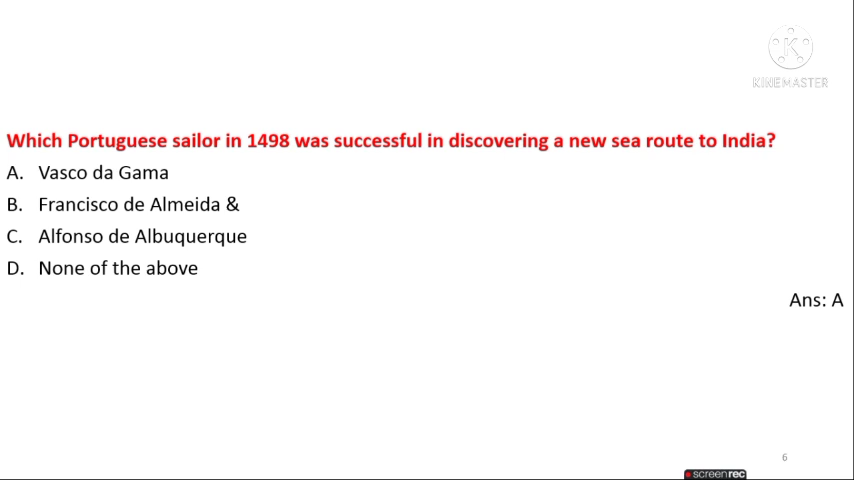 KINEMASTER
Which Portuguese sailor in 1498 was successful in discovering a new sea route to India?
A. Vasco da Gama
B. Francisco de Almeida &
C. Alfonso de Albuquerque
D. None of the above
Ans: A
6
screenrec